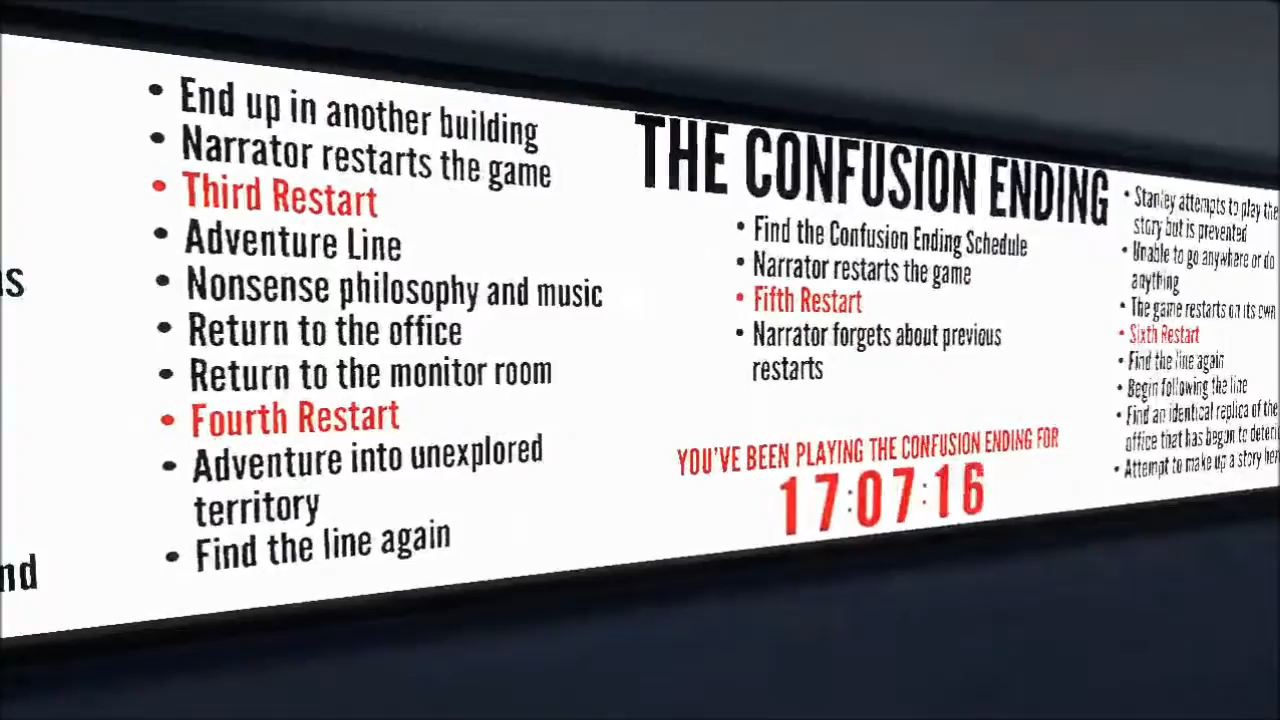 ns
nd
• End up in another building
• Narrator restarts the game
• Third Restart
• Adventure Line
• Nonsense philosophy and music
• Return to the office
• Return to the monitor room
• Fourth Restart
• Adventure into unexplored
territory
• Find the line again
THE CONFUSION ENDING
• Find the Confusion Ending Schedule
• Narrator restarts the game
• Fifth Restart
• Narrator forgets about previous
restarts
YOU'VE BEEN PLAYING THE CONFUSION ENDING FOR
17:07:16
• Stanley attempts to play the
story but is prevented
• Unable to go anywhere or do
anything
• The game restarts on its own
• Sixth Restart
• Find the line again
• Begin following the line
• Find an identical replica of the
office that has begun to deteri
• Attempt to make up a story her